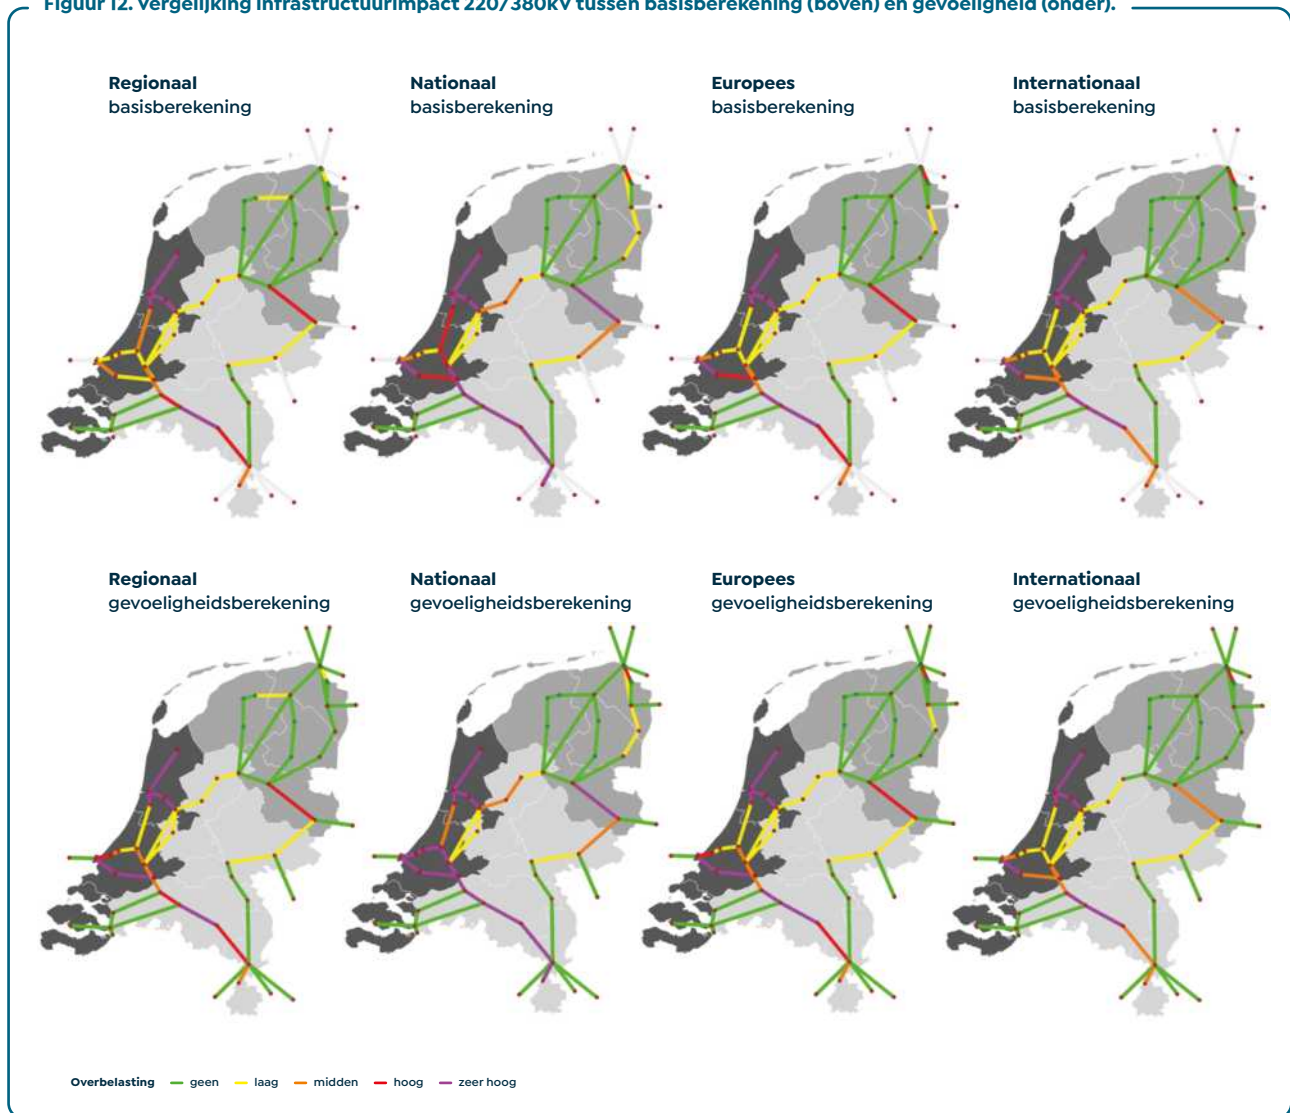 Figuur 12. Vergelijking infrastructuurimpact 220/380kV tussen basisberekening (boven) en gevoeligheid (onder).
Regionaal
basisberekening
Nationaal
basisberekening
Europees
basisberekening
Internationaal
basisberekening
Regionaal
gevoeligheidsberekening
Nationaal
gevoeligheidsberekening
Europees
gevoeligheidsberekening
Internationaal
gevoeligheidsberekening
Overbelasting geen laag midden hoog zeer hoog